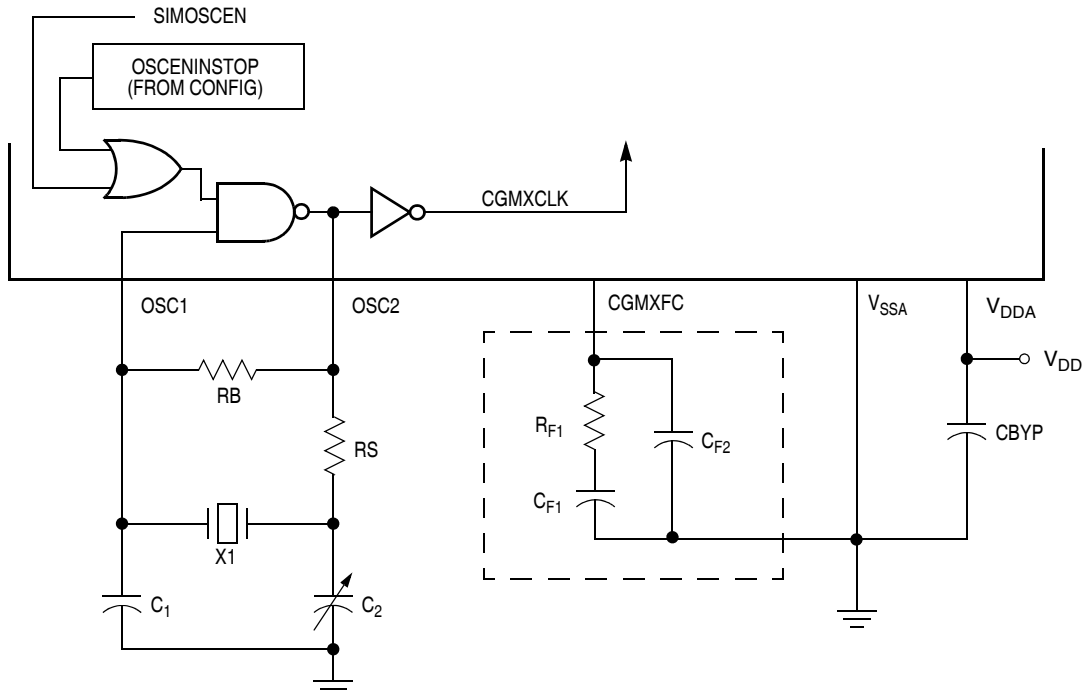 SIMOSCEN
OSCENINSTOP
(FROM CONFIG)
CGMXCLK
OSC1
OSC2
CGMXFC
VSSA
VDDA
VDD
RB
RS
RF1
CF2
CBYP
CF1
X1
C1
C2